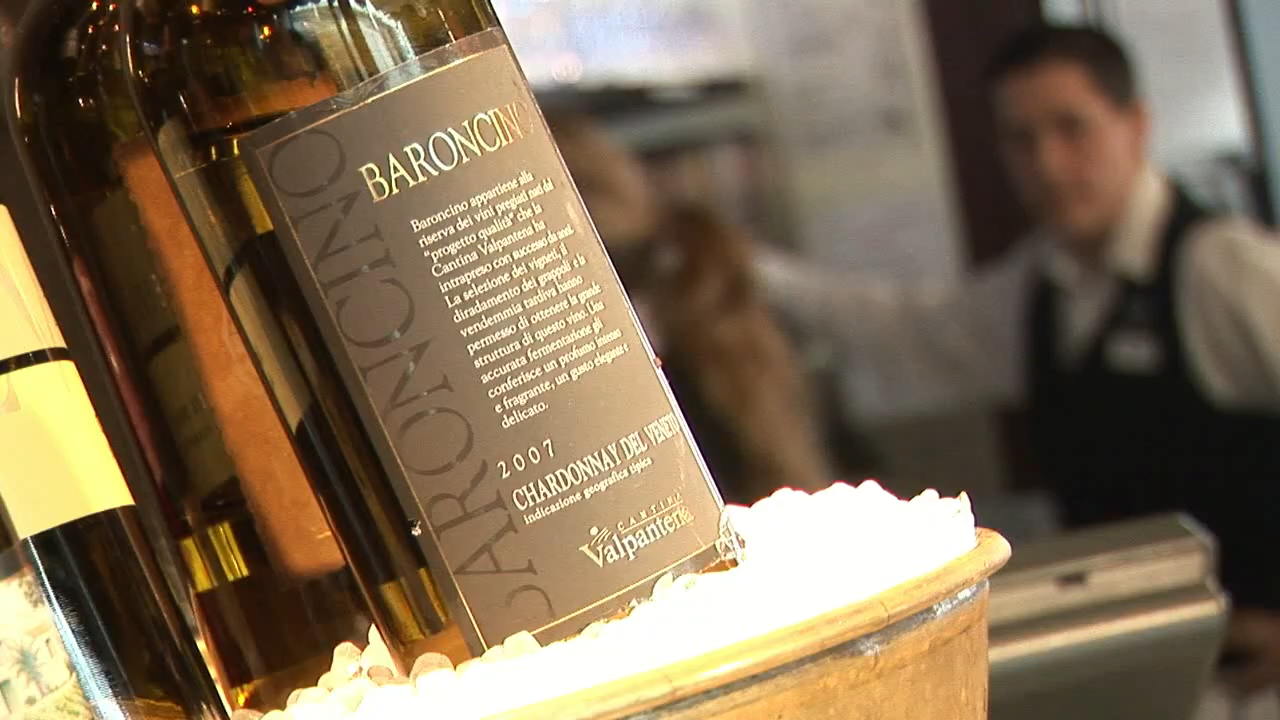 BARONCINO
BARONCINO
Baroncino appartiene alla
riserva dei vini pregiati nati dal
"progetto qualità" che la
Cantina Valpantena ha
intrapreso con successo da anni.
La selezione dei vigneti, il
diradamento dei grappoli e la
vendemmia tardiva hanno
permesso di ottenere la grande
struttura di questo vino. Una
accurata fermentazione gli
conferisce un profumo intenso
e fragrante, un gusto elegante e
delicato.
2007
CHARDONNAY DEL VENETO
indicazione geografica tipica
CANTINA
Valpantena